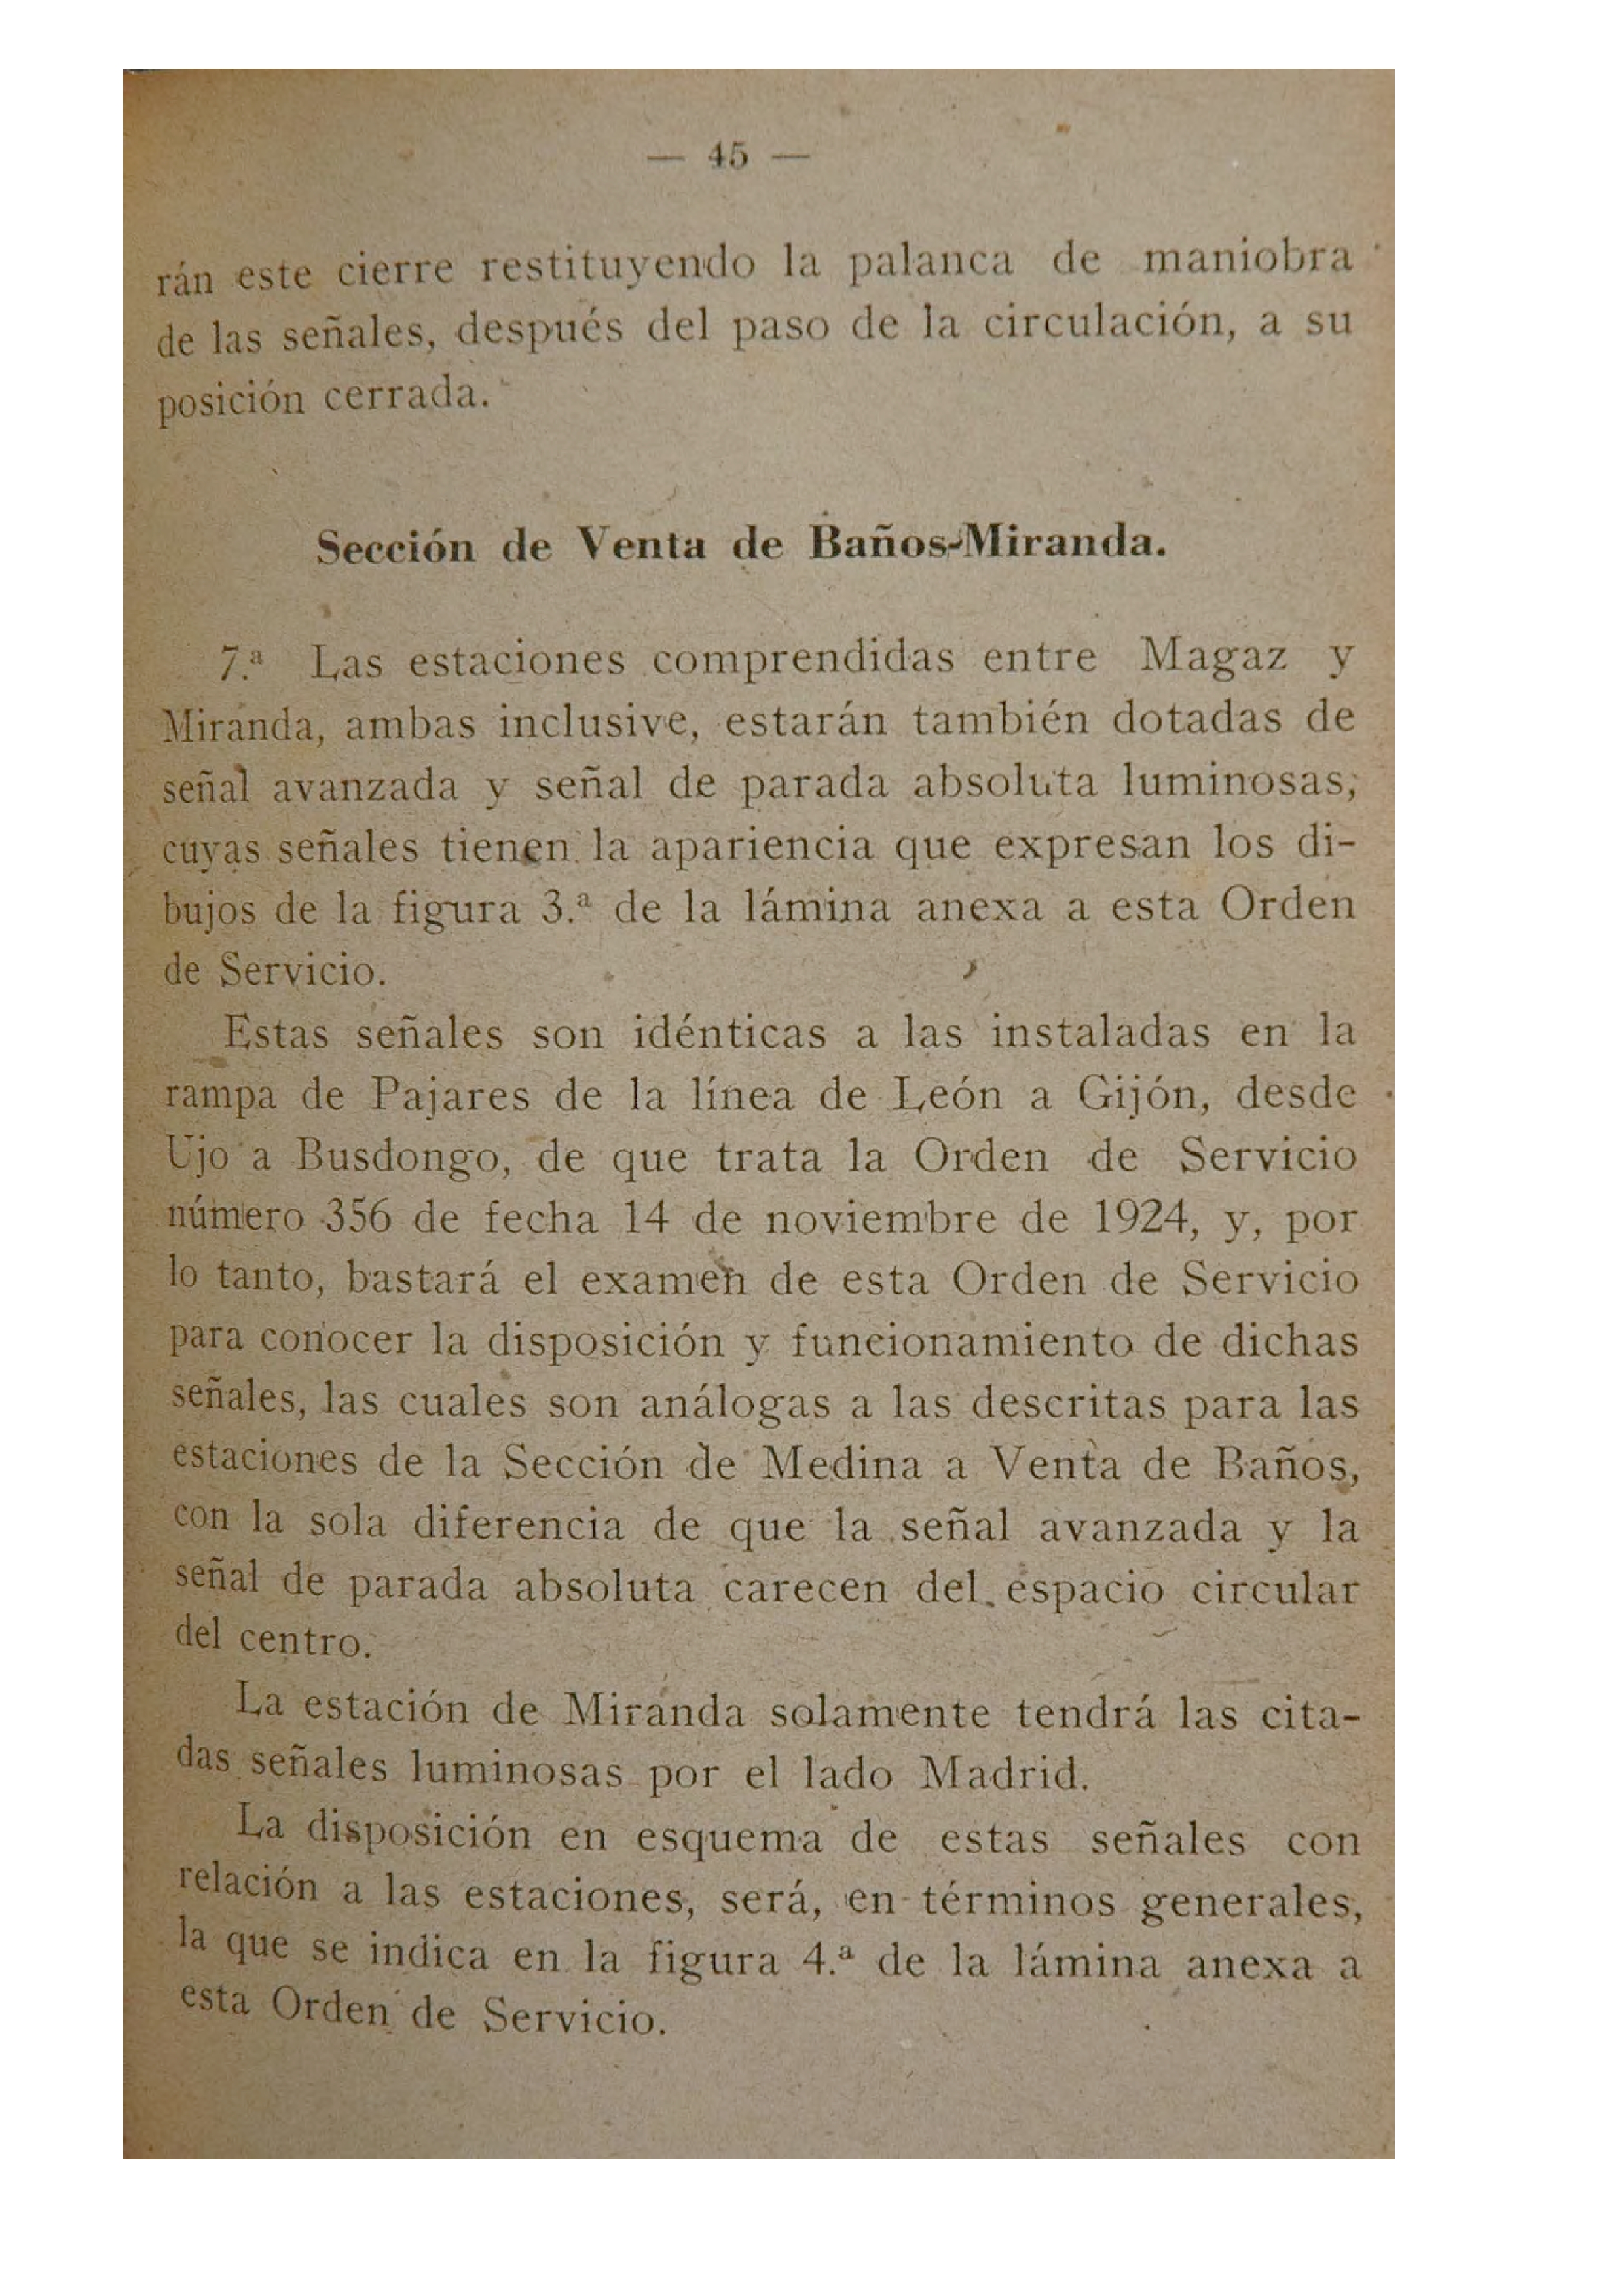 — 45 —
rán este cierre restituyendo la palanca de maniobra
de las señales, después del paso de la circulación, a su
posición cerrada.
Sección de Venta de Baños-Miranda.
7.ª Las estaciones comprendidas entre Magaz y
Miranda, ambas inclusive, estarán también dotadas de
señal avanzada y señal de parada absoluta luminosas,
cuyas señales tienen la apariencia que expresan los di-
bujos de la figura 3.ª de la lámina anexa a esta Orden
de Servicio.
Estas señales son idénticas a las instaladas en la
rampa de Pajares de la línea de León a Gijón, desde
Ujo a Busdongo, de que trata la Orden de Servicio
número 356 de fecha 14 de noviembre de 1924, y, por
lo tanto, bastará el examen de esta Orden de Servicio
para conocer la disposición y funcionamiento de dichas
señales, las cuales son análogas a las descritas para las
estaciones de la Sección de Medina a Venta de Baños,
con la sola diferencia de que la señal avanzada y la
señal de parada absoluta carecen del espacio circular
del centro.
La estación de Miranda solamente tendrá las cita-
das señales luminosas por el lado Madrid.
La disposición en esquema de estas señales con
relación a las estaciones, será, en términos generales,
la que se indica en la figura 4.ª de la lámina anexa a
esta Orden de Servicio.